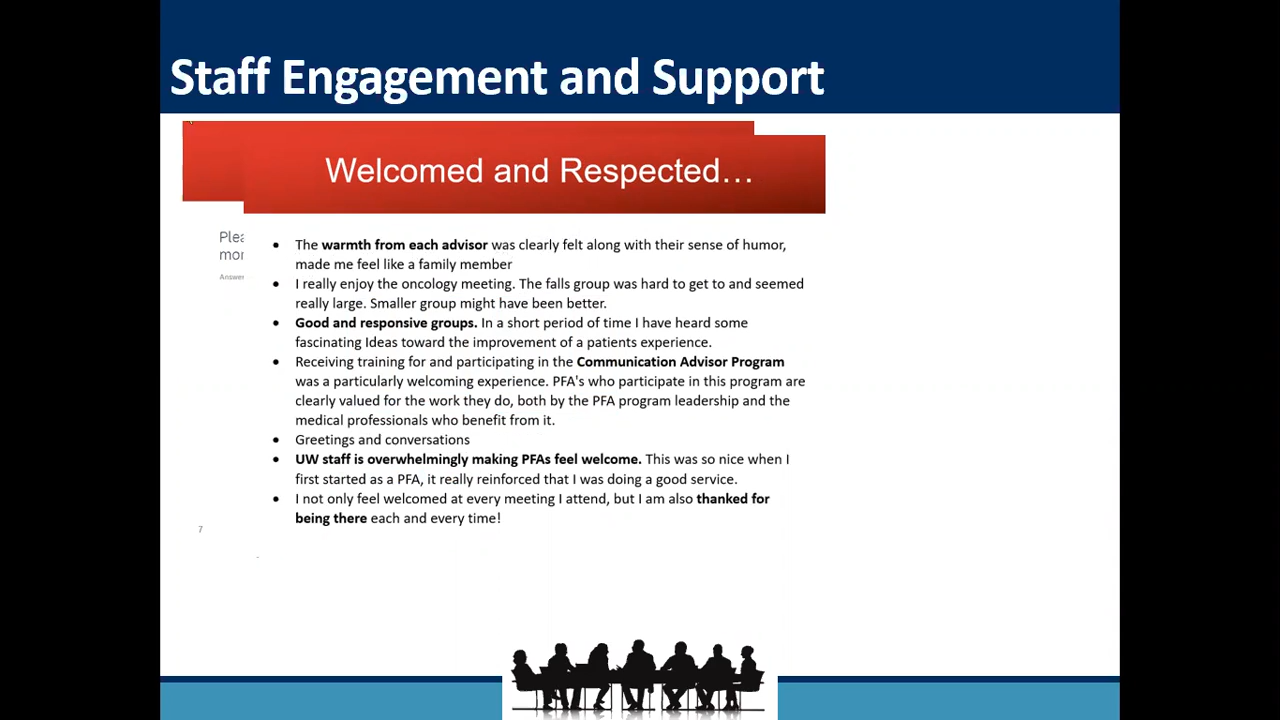 Staff Engagement and Support
Welcomed and Respected…
Plea
mor
Answer
• The warmth from each advisor was clearly felt along with their sense of humor,
made me feel like a family member
• I really enjoy the oncology meeting. The falls group was hard to get to and seemed
really large. Smaller group might have been better.
• Good and responsive groups. In a short period of time I have heard some
fascinating Ideas toward the improvement of a patients experience.
• Receiving training for and participating in the Communication Advisor Program
was a particularly welcoming experience. PFA's who participate in this program are
clearly valued for the work they do, both by the PFA program leadership and the
medical professionals who benefit from it.
• Greetings and conversations
• UW staff is overwhelmingly making PFAs feel welcome. This was so nice when I
first started as a PFA, it really reinforced that I was doing a good service.
• I not only feel welcomed at every meeting I attend, but I am also thanked for
being there each and every time!
7